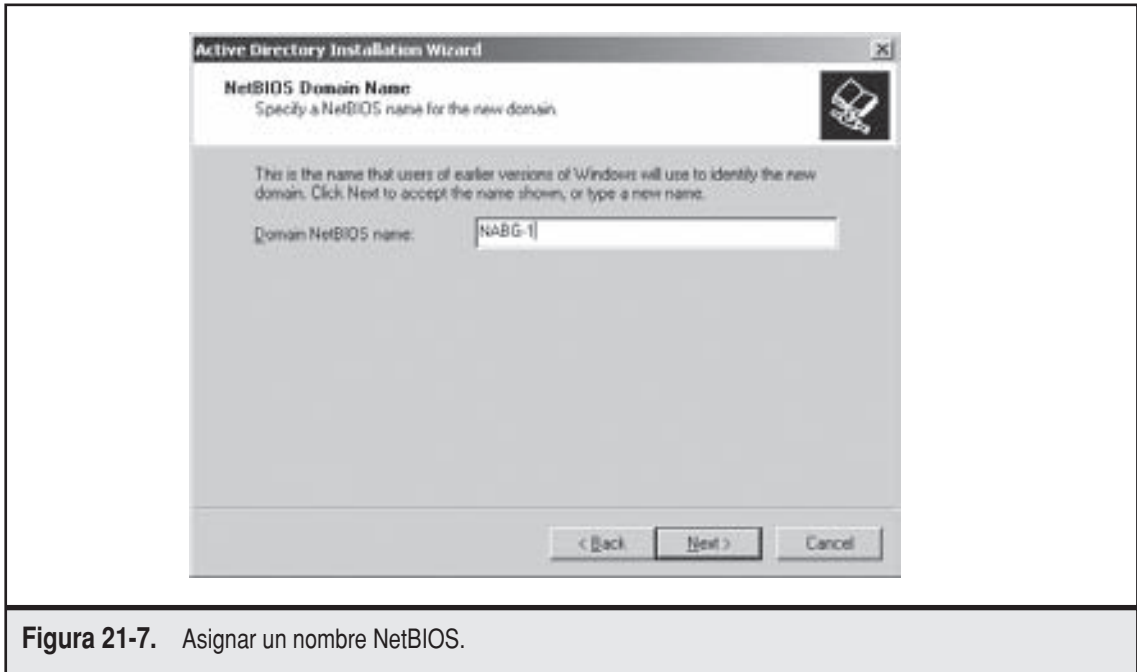 Active Directory Installation Wizard
NetBIOS Domain Name
Specify a NetBIOS name for the new domain.
This is the name that users of earlier versions of Windows will use to identify the new
domain. Click Next to accept the name shown, or type a new name.
Domain NetBIOS name:
NABG-1
< Back
Next >
Cancel
Figura 21-7. Asignar un nombre NetBIOS.